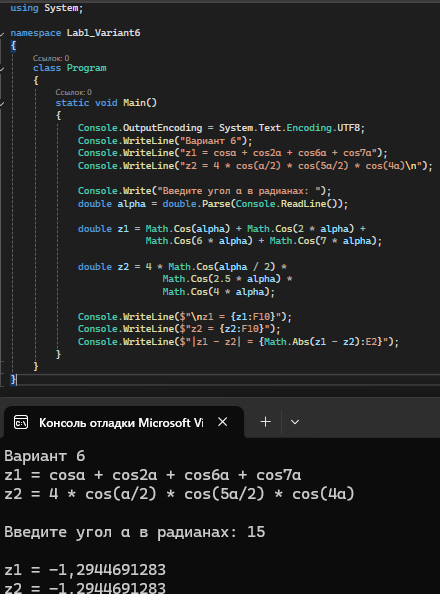 using System;
namespace Lab1_Variant6
{
Ссылок: 0
class Program
{
Ссылок: 0
static void Main()
{
Console.OutputEncoding = System.Text.Encoding.UTF8;
Console.WriteLine("Вариант 6");
Console.WriteLine("z1 = cosα + cos2α + cos6α + cos7α");
Console.WriteLine("z2 = 4 * cos(α/2) * cos(5α/2) * cos(4α)\n");
Console.Write("Введите угол α в радианах: ");
double alpha = double.Parse(Console.ReadLine());
double z1 = Math.Cos(alpha) + Math.Cos(2 * alpha) +
Math.Cos(6 * alpha) + Math.Cos(7 * alpha);
double z2 = 4 * Math.Cos(alpha / 2) *
Math.Cos(2.5 * alpha) *
Math.Cos(4 * alpha);
Console.WriteLine($"\nz1 = {z1:F10}");
Console.WriteLine($"z2 = {z2:F10}");
Console.WriteLine($"|z1 - z2| = {Math.Abs(z1 - z2):E2}");
}
}
}
Консоль отладки Microsoft Vi
Вариант 6
z1 = cosα + cos2α + cos6α + cos7α
z2 = 4 * cos(α/2) * cos(5α/2) * cos(4α)
Введите угол α в радианах: 15
z1 = -1,2944691283
z2 = -1,2944691283